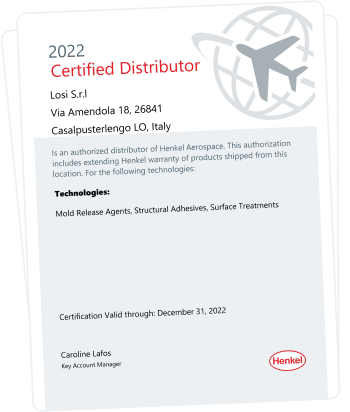 2022
Certified Distributor
Losi S.r.l
Via Amendola 18, 26841
Casalpusterlengo LO, Italy
Is an authorized distributor of Henkel Aerospace. This authorization
includes extending Henkel warranty of products shipped from this
location. For the following technologies:
Technologies:
Mold Release Agents, Structural Adhesives, Surface Treatments
Certification Valid through: December 31, 2022
Caroline Lafos
Key Account Manager
Henkel